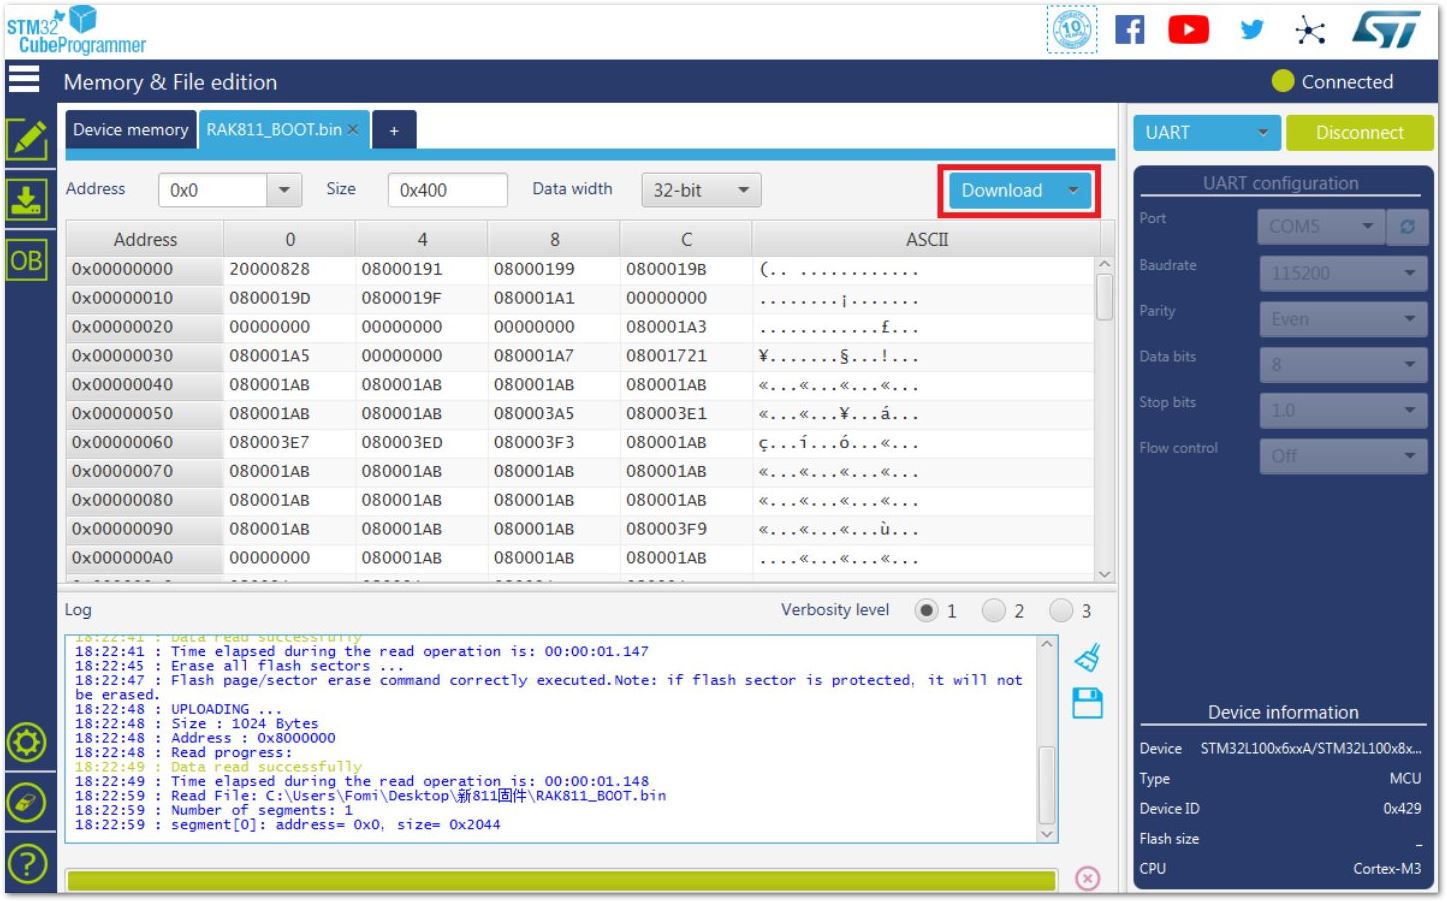 STM32
CubeProgrammer
10
Memory & File edition
Connected
Device memory RAK811_BOOT.bin × +
UART Disconnect
Address 0x0 Size 0x400 Data width 32-bit Download
Address 0 4 8 C ASCII
0x00000000 20000828 08000191 08000199 0800019B (.. ............
0x00000010 0800019D 0800019F 080001A1 00000000 ........¡.......
0x00000020 00000000 00000000 00000000 080001A3 ............£...
0x00000030 080001A5 00000000 080001A7 08001721 ¥.......§...!...
0x00000040 080001AB 080001AB 080001AB 080001AB «...«...«...«...
0x00000050 080001AB 080001AB 080003A5 080003E1 «...«...¥...á...
0x00000060 080003E7 080003ED 080003F3 080001AB ç...í...ó...«...
0x00000070 080001AB 080001AB 080001AB 080001AB «...«...«...«...
0x00000080 080001AB 080001AB 080001AB 080001AB «...«...«...«...
0x00000090 080001AB 080001AB 080001AB 080003F9 «...«...«...ù...
0x000000A0 00000000 080001AB 080001AB 080001AB ....«...«...«...
OB
Log Verbosity level 1 2 3
18:22:41 : Data read successfully
18:22:41 : Time elapsed during the read operation is: 00:00:01.147
18:22:45 : Erase all flash sectors ...
18:22:47 : Flash page/sector erase command correctly executed.Note: if flash sector is protected, it will not
be erased.
18:22:48 : UPLOADING ...
18:22:48 : Size : 1024 Bytes
18:22:48 : Address : 0x8000000
18:22:48 : Read progress:
18:22:49 : Data read successfully
18:22:49 : Time elapsed during the read operation is: 00:00:01.148
18:22:59 : Read File: C:\Users\Fomi\Desktop\新811固件\RAK811_BOOT.bin
18:22:59 : Number of segments: 1
18:22:59 : segment[0]: address= 0x0, size= 0x2044
UART configuration
Port COM5
Baudrate 115200
Parity Even
Data bits 8
Stop bits 1.0
Flow control Off
Device information
Device STM32L100x6xxA/STM32L100x8x...
Type MCU
Device ID 0x429
Flash size _
CPU Cortex-M3